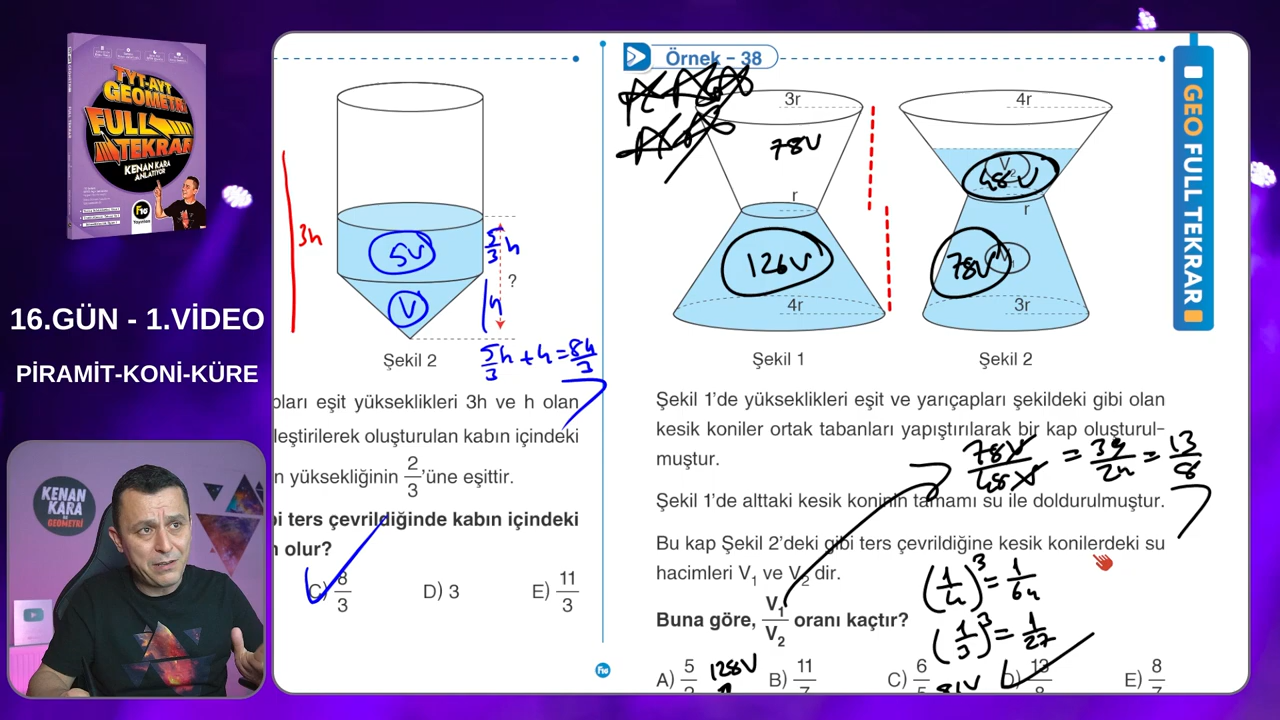 TYT-AYT
GEOMETRİ
FULL
TEKRAR
KENAN KARA
ANLATIYOR
16.GÜN - 1.VİDEO
PİRAMİT-KONİ-KÜRE
KENAN
KARA
GEOMETRİ
3h
5V
V
5/3 h
h
?
Şekil 2
5/3 h + h = 8h/3
pları eşit yükseklikleri 3h ve h olan
leştirilerek oluşturulan kabın içindeki
n yüksekliğinin 2/3'üne eşittir.
bi ters çevrildiğinde kabın içindeki
n olur?
C) 8/3 D) 3 E) 11/3
Örnek – 38
3r
78V
r
126V
4r
Şekil 1
4r
48V
r
78V
3r
Şekil 2
Şekil 1'de yükseklikleri eşit ve yarıçapları şekildeki gibi olan
kesik koniler ortak tabanları yapıştırılarak bir kap oluşturul-
muştur.
78V/48V = 39/24 = 13/8
Şekil 1'de alttaki kesik koninin tamamı su ile doldurulmuştur.
Bu kap Şekil 2'deki gibi ters çevrildiğine kesik konilerdeki su
hacimleri V₁ ve V₂ dir.
(1/4)³ = 1/64
Buna göre, V₁/V₂ oranı kaçtır?
(1/3)³ = 1/27
128V
81V
A) 5 B) 11/7 C) 6/5 D) 13/8 E) 8/7
GEO FULL TEKRAR